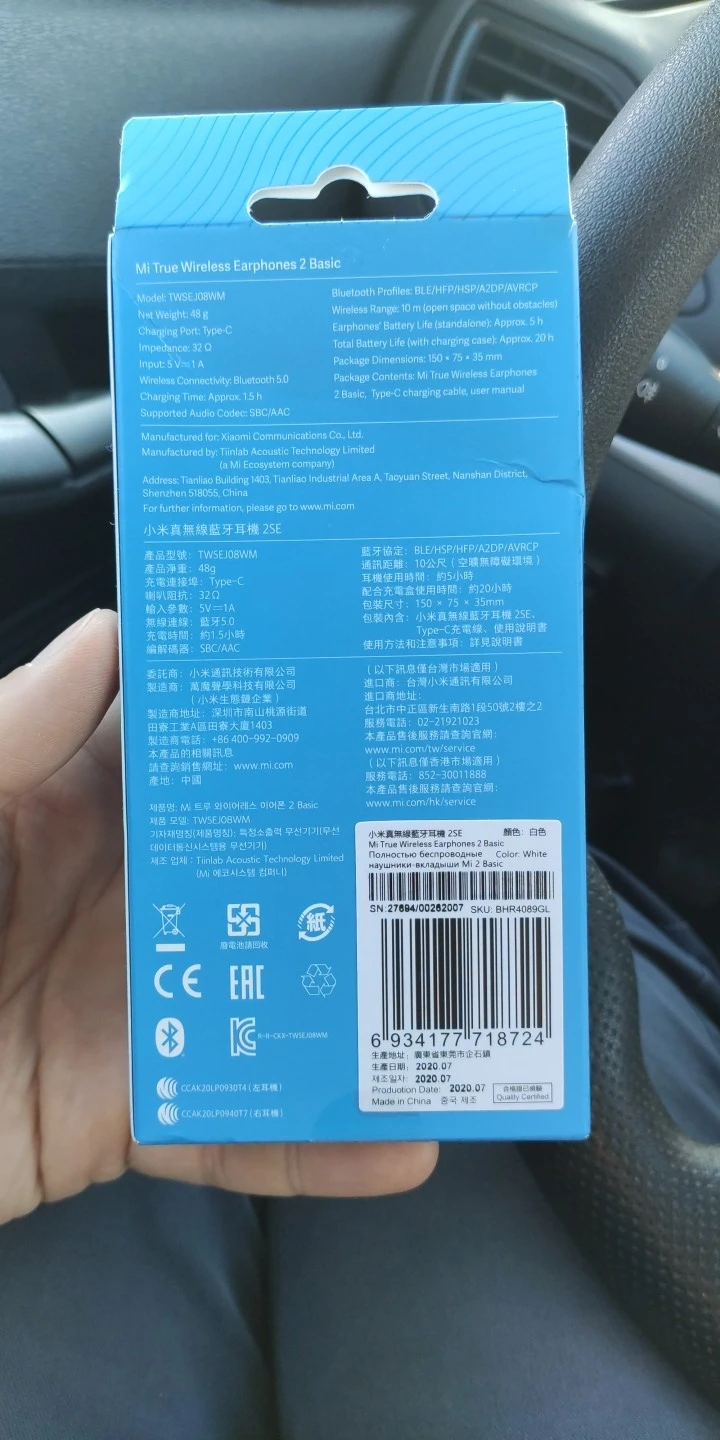 Mi True Wireless Earphones 2 Basic
Model: TWSEJ08WM
Net Weight: 48 g
Charging Port: Type-C
Impedance: 32 Ω
Input: 5 V⎓1 A
Wireless Connectivity: Bluetooth 5.0
Charging Time: Approx. 1.5 h
Supported Audio Codec: SBC/AAC
Bluetooth Profiles: BLE/HFP/HSP/A2DP/AVRCP
Wireless Range: 10 m (open space without obstacles)
Earphones' Battery Life (standalone): Approx. 5 h
Total Battery Life (with charging case): Approx. 20 h
Package Dimensions: 150 × 75 × 35 mm
Package Contents: Mi True Wireless Earphones
2 Basic, Type-C charging cable, user manual
Manufactured for: Xiaomi Communications Co., Ltd.
Manufactured by: Tiinlab Acoustic Technology Limited
(a Mi Ecosystem company)
Address: Tianliao Building 1403, Tianliao Industrial Area A, Taoyuan Street, Nanshan District,
Shenzhen 518055, China
For further information, please go to www.mi.com
小米真無線藍牙耳機 2SE
產品型號: TWSEJ08WM
產品淨重: 48g
充電連接埠: Type-C
喇叭阻抗: 32Ω
輸入參數: 5V⎓1A
無線連線: 藍牙5.0
充電時間: 約1.5小時
編解碼器: SBC/AAC
藍牙協定: BLE/HSP/HFP/A2DP/AVRCP
通訊距離: 10公尺（空曠無障礙環境）
耳機使用時間: 約5小時
配合充電盒使用時間: 約20小時
包裝尺寸: 150 × 75 × 35mm
包裝內含: 小米真無線藍牙耳機 2SE、
Type-C充電線、使用說明書
使用方法和注意事項: 詳見說明書
委託商: 小米通訊技術有限公司
製造商: 萬魔聲學科技有限公司
（小米生態鏈企業）
製造商地址: 深圳市南山桃源街道
田寮工業A區田寮大廈1403
製造商電話: +86 400-992-0909
本產品的相關訊息
請查詢銷售網址: www.mi.com
產地: 中國
（以下訊息僅台灣市場適用）
進口商: 台灣小米通訊有限公司
進口商地址:
台北市中正區新生南路1段50號2樓之2
服務電話: 02-21921023
本產品售後服務請查詢官網:
www.mi.com/tw/service
（以下訊息僅香港市場適用）
服務電話: 852-30011888
本產品售後服務請查詢官網:
www.mi.com/hk/service
제품명: Mi 트루 와이어레스 이어폰 2 Basic
제품 모델: TWSEJ08WM
기자재명칭(제품명칭): 특정소출력 무선기기(무선
데이터통신시스템용 무선기기)
제조 업체 : Tiinlab Acoustic Technology Limited
(Mi 에코시스템 컴퍼니)
廢電池請回收
紙
CE
EAC
R-R-CKX-TWSEJ08WM
CCAK20LP0930T4 (左耳機)
CCAK20LP0940T7 (右耳機)
小米真無線藍牙耳機 2SE 顏色: 白色
Mi True Wireless Earphones 2 Basic
Полностью беспроводные Color: White
наушники-вкладыши Mi 2 Basic
SN:27694/00262007 SKU: BHR4089GL
6 934177 718724
生產地址: 廣東省東莞市企石鎮
生產日期: 2020.07
제조일자: 2020.07
Production Date: 2020.07
Made in China 중국 제조
合格證已檢驗
Quality Certified